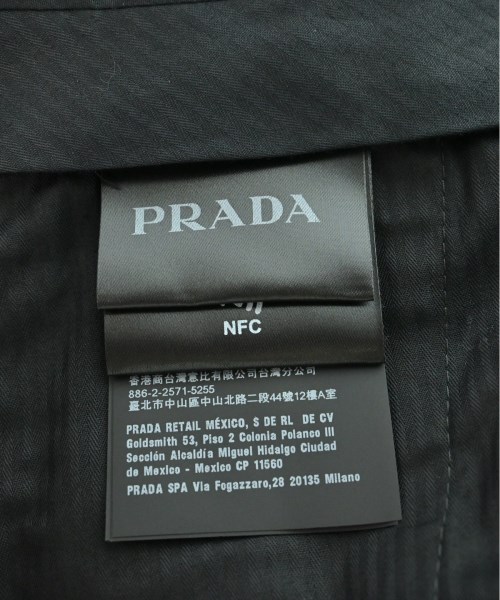 PRADA
NFC
香港商台灣惠比有限公司台灣分公司
886-2-2571-5255
臺北市中山區中山北路二段44號12樓A室
PRADA RETAIL MÉXICO, S DE RL DE CV
Goldsmith 53, Piso 2 Colonia Polanco III
Sección Alcaldía Miguel Hidalgo Ciudad
de Mexico - Mexico CP 11560
PRADA SPA Via Fogazzaro,28 20135 Milano